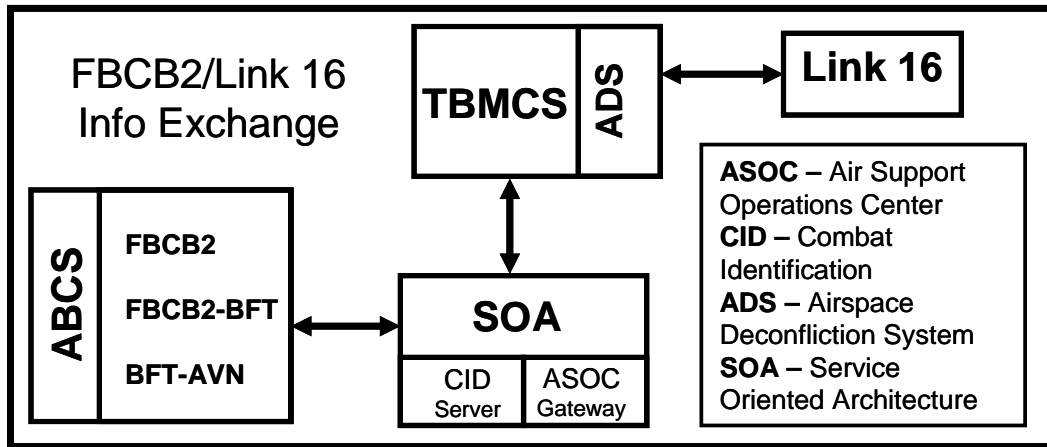 FBCB2/Link 16
Info Exchange
TBMCS
ADS
Link 16
ABCS
FBCB2
FBCB2-BFT
BFT-AVN
SOA
CID
Server
ASOC
Gateway
ASOC – Air Support
Operations Center
CID – Combat
Identification
ADS – Airspace
Deconfliction System
SOA – Service
Oriented Architecture